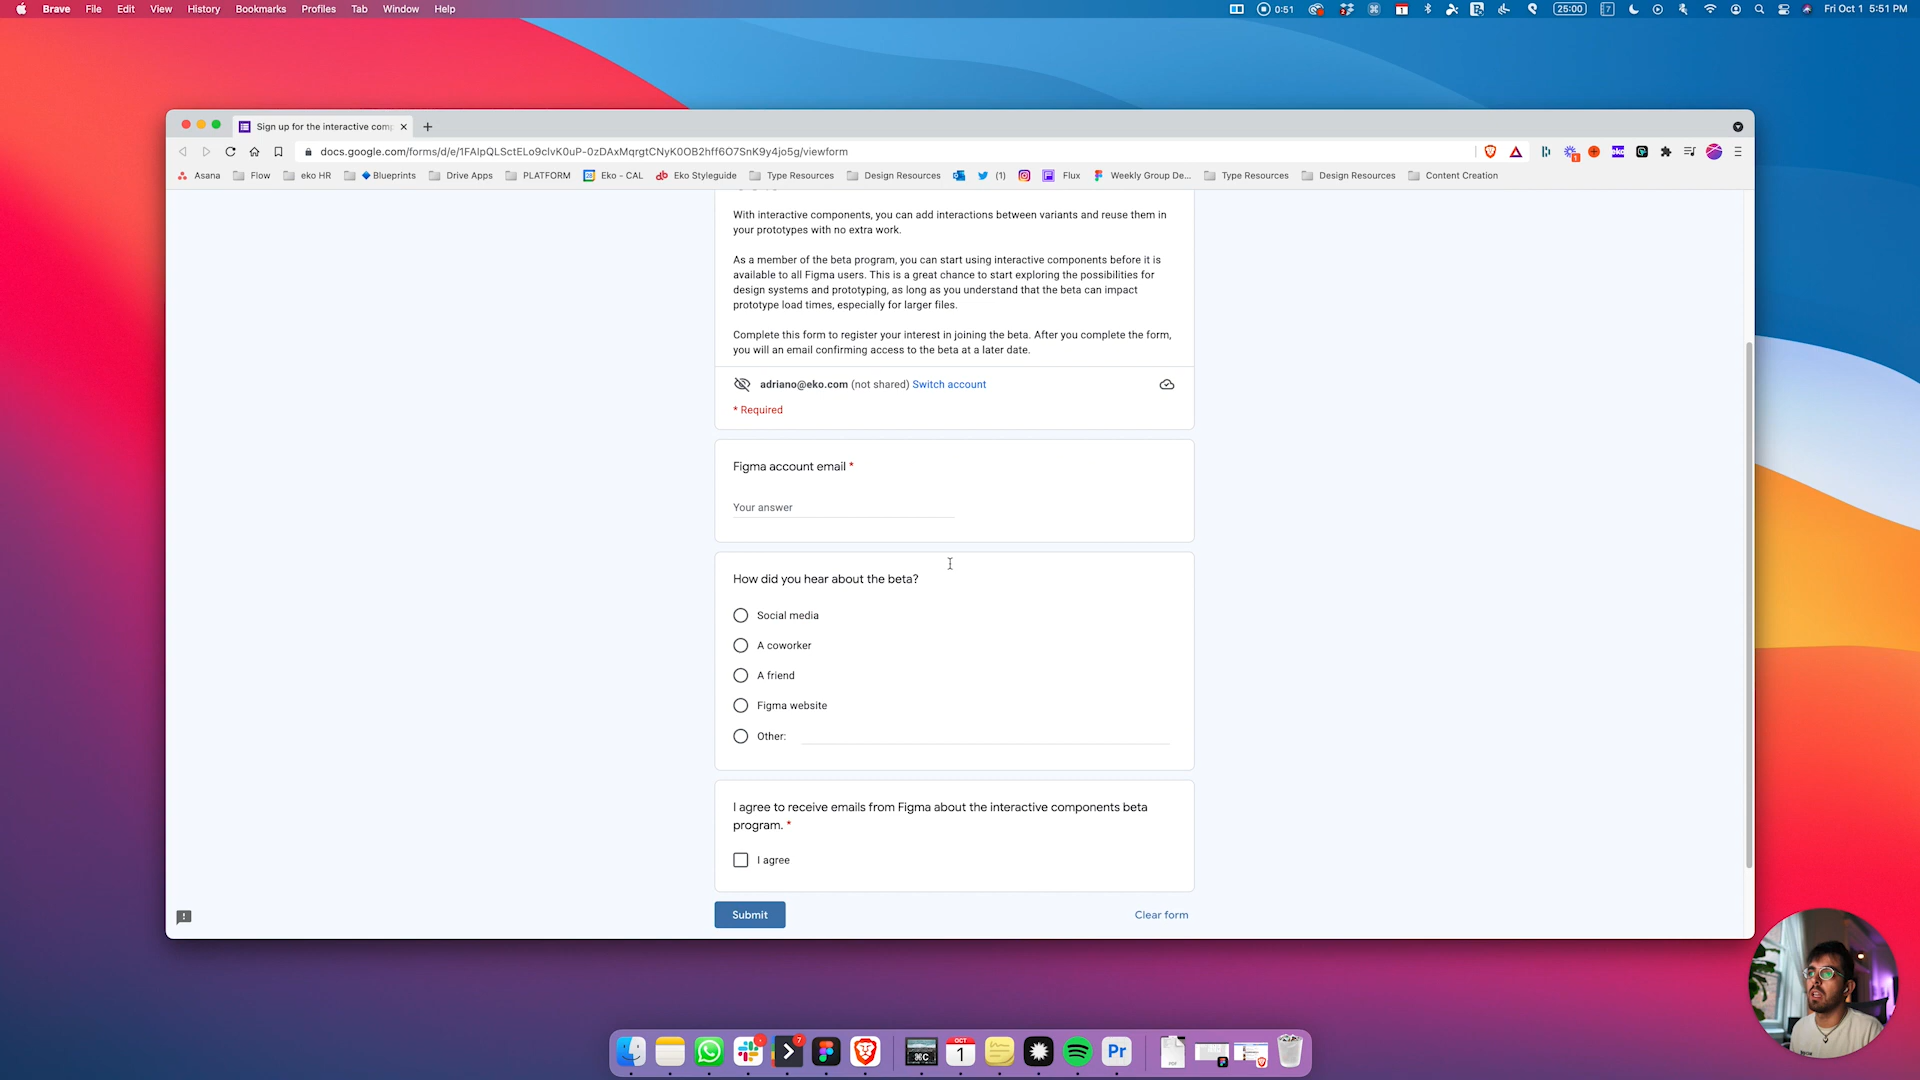 Brave File Edit View History Bookmarks Profiles Tab Window Help
0:51 1 25:00 7 Fri Oct 1 5:51 PM
Sign up for the interactive comp
docs.google.com/forms/d/e/1FAIpQLSctELo9clvK0uP-0zDAxMqrgtCNyK0OB2hff6O7SnK9y4jo5g/viewform
Asana Flow eko HR Blueprints Drive Apps PLATFORM Eko - CAL Eko Styleguide Type Resources Design Resources (1) Flux Weekly Group De... Type Resources Design Resources Content Creation
With interactive components, you can add interactions between variants and reuse them in
your prototypes with no extra work.
As a member of the beta program, you can start using interactive components before it is
available to all Figma users. This is a great chance to start exploring the possibilities for
design systems and prototyping, as long as you understand that the beta can impact
prototype load times, especially for larger files.
Complete this form to register your interest in joining the beta. After you complete the form,
you will an email confirming access to the beta at a later date.
adriano@eko.com (not shared) Switch account
* Required
Figma account email *
Your answer
How did you hear about the beta?
Social media
A coworker
A friend
Figma website
Other:
I agree to receive emails from Figma about the interactive components beta
program. *
I agree
Submit
Clear form
7 ⌘C OCT 1 Pr